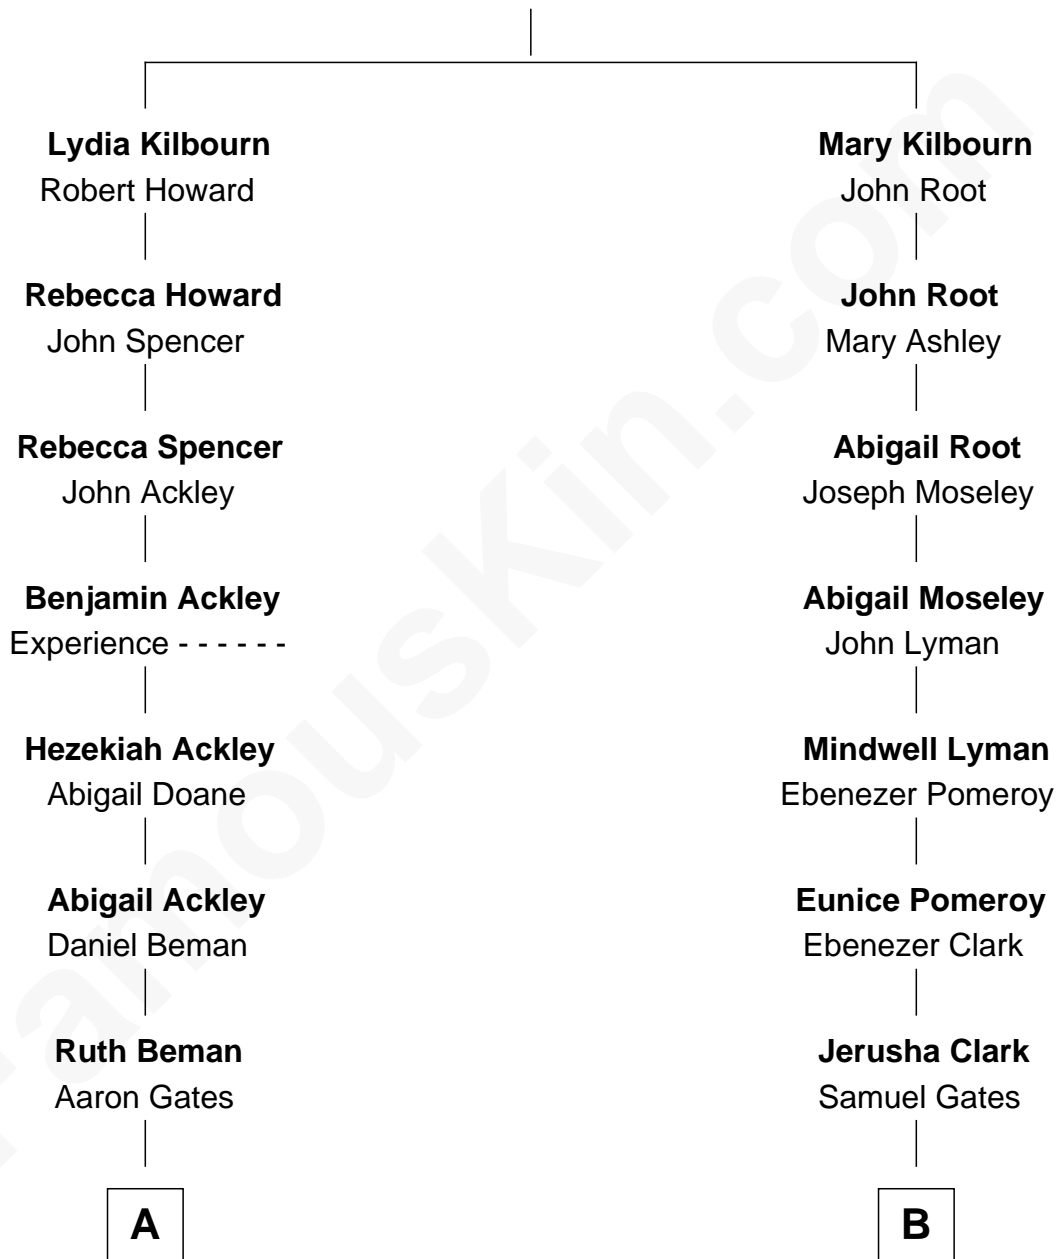 Lydia Kilbourn
Robert Howard
Rebecca Howard
John Spencer
Rebecca Spencer
John Ackley
Benjamin Ackley
Experience - - - - - -
Hezekiah Ackley
Abigail Doane
Abigail Ackley
Daniel Beman
Ruth Beman
Aaron Gates
A
Mary Kilbourn
John Root
John Root
Mary Ashley
Abigail Root
Joseph Moseley
Abigail Moseley
John Lyman
Mindwell Lyman
Ebenezer Pomeroy
Eunice Pomeroy
Ebenezer Clark
Jerusha Clark
Samuel Gates
B
FamousKin.com